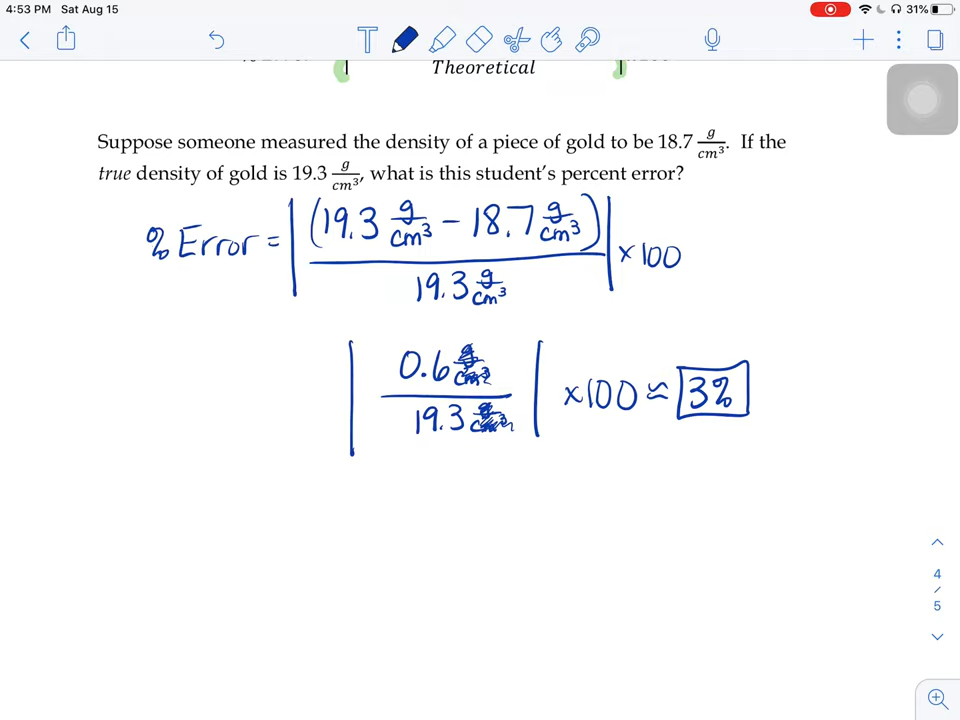 4:53 PM Sat Aug 15 31%
T
Theoretical
Suppose someone measured the density of a piece of gold to be 18.7 g/cm³. If the
true density of gold is 19.3 g/cm³, what is this student's percent error?
% Error = | (19.3 g/cm³ − 18.7 g/cm³) / 19.3 g/cm³ | × 100
| 0.6 g/cm³ / 19.3 g/cm³ | ×100 ≈ 3%
4
/
5